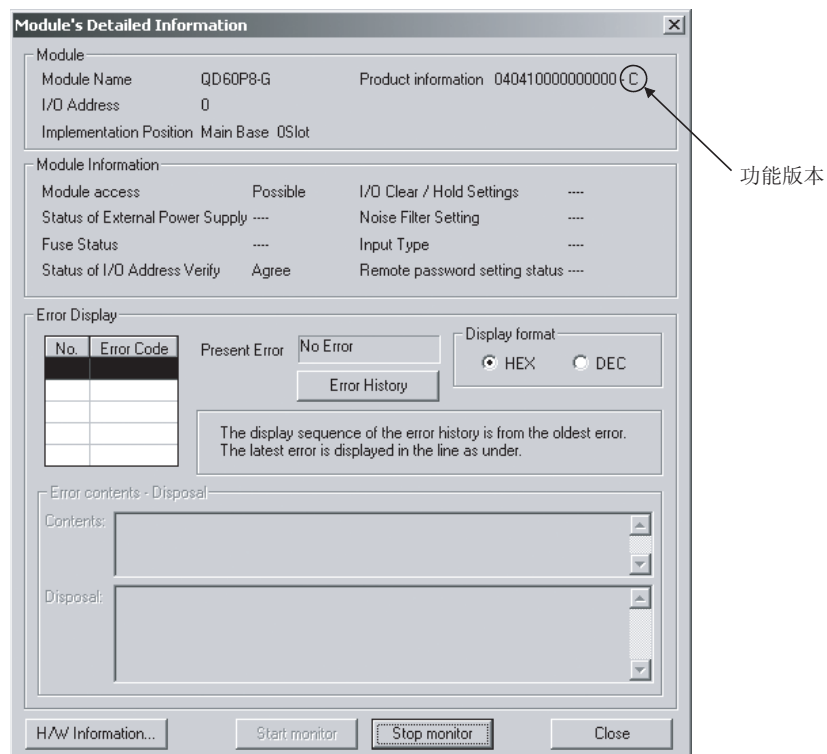 Module's Detailed Information
Module
Module Name QD60P8-G Product information 040410000000000 - C
I/O Address 0
Implementation Position Main Base 0Slot
功能版本
Module Information
Module access Possible I/O Clear / Hold Settings ----
Status of External Power Supply ---- Noise Filter Setting ----
Fuse Status ---- Input Type ----
Status of I/O Address Verify Agree Remote password setting status ----
Error Display
No. Error Code
Present Error No Error
Display format
HEX DEC
Error History
The display sequence of the error history is from the oldest error.
The latest error is displayed in the line as under.
Error contents - Disposal
Contents:
Disposal:
H/W Information... Start monitor Stop monitor Close